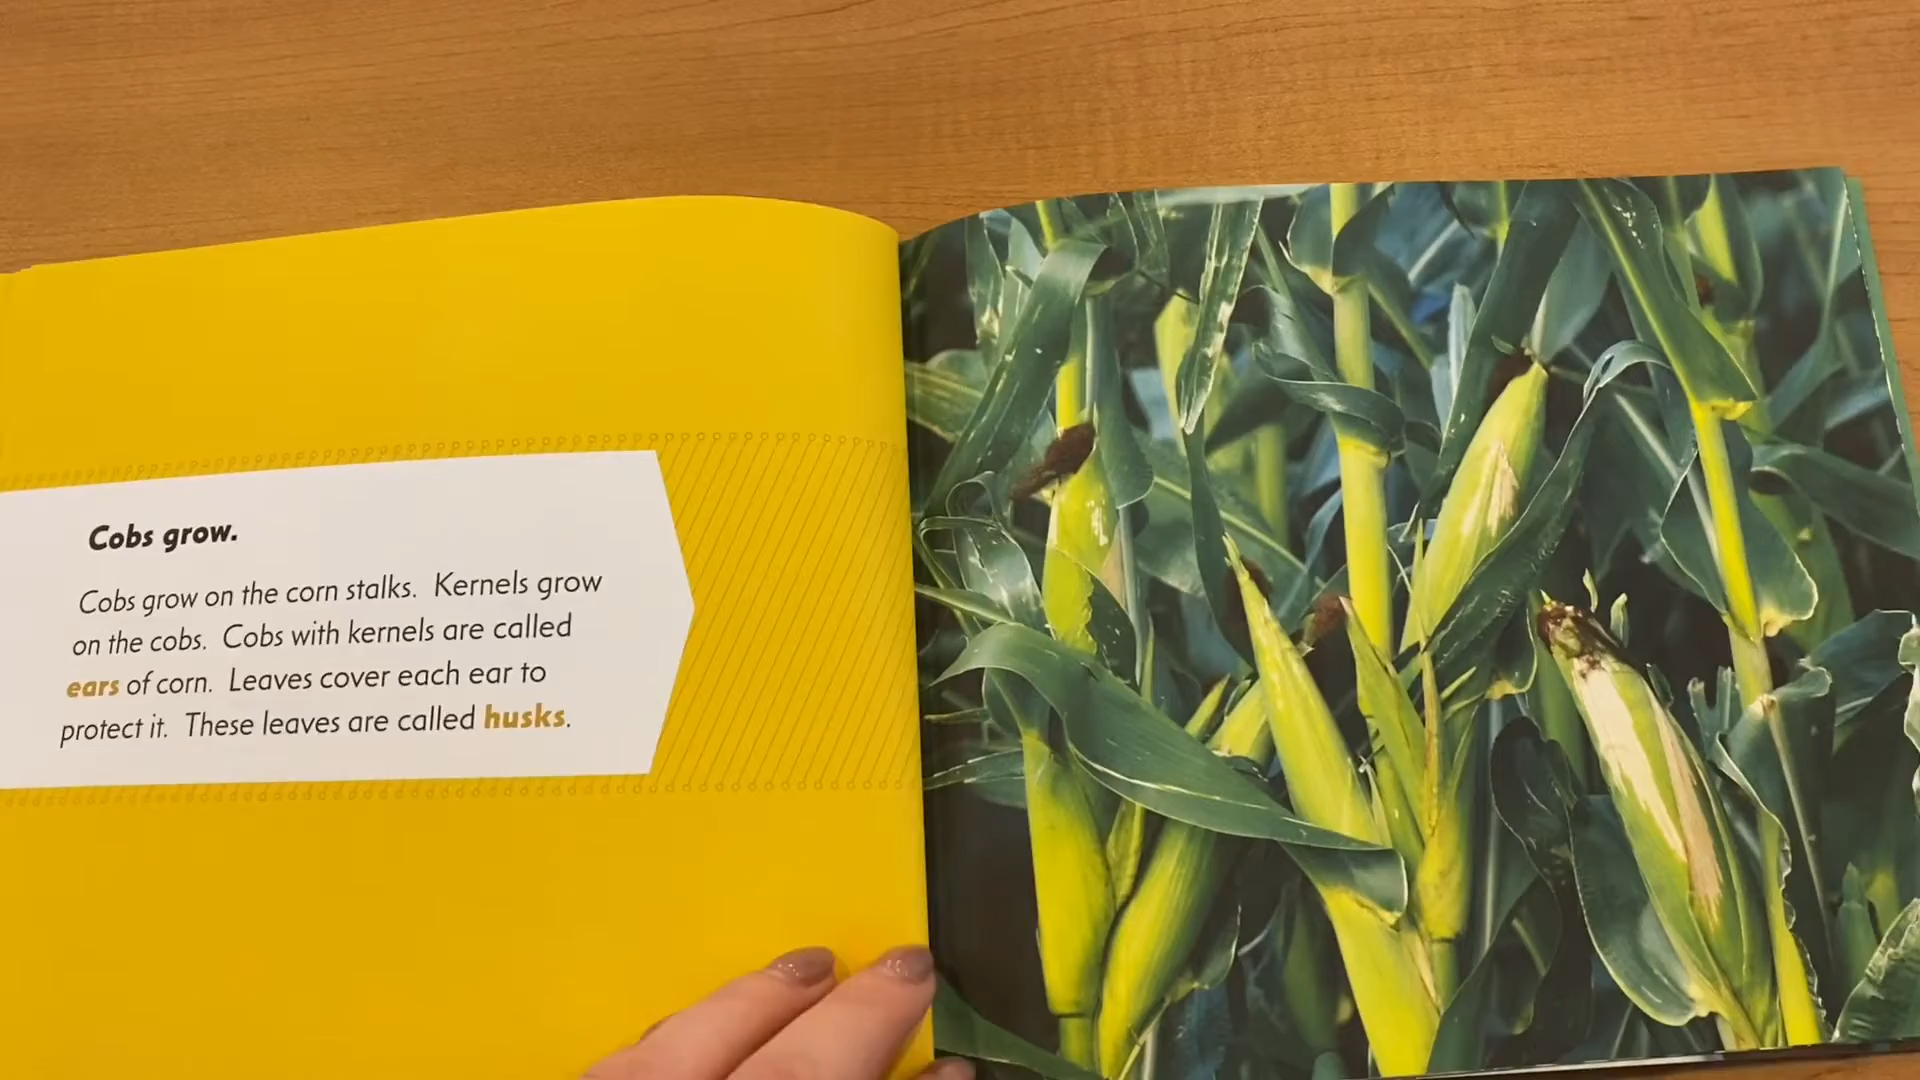 Cobs grow.
Cobs grow on the corn stalks. Kernels grow
on the cobs. Cobs with kernels are called
ears of corn. Leaves cover each ear to
protect it. These leaves are called husks.